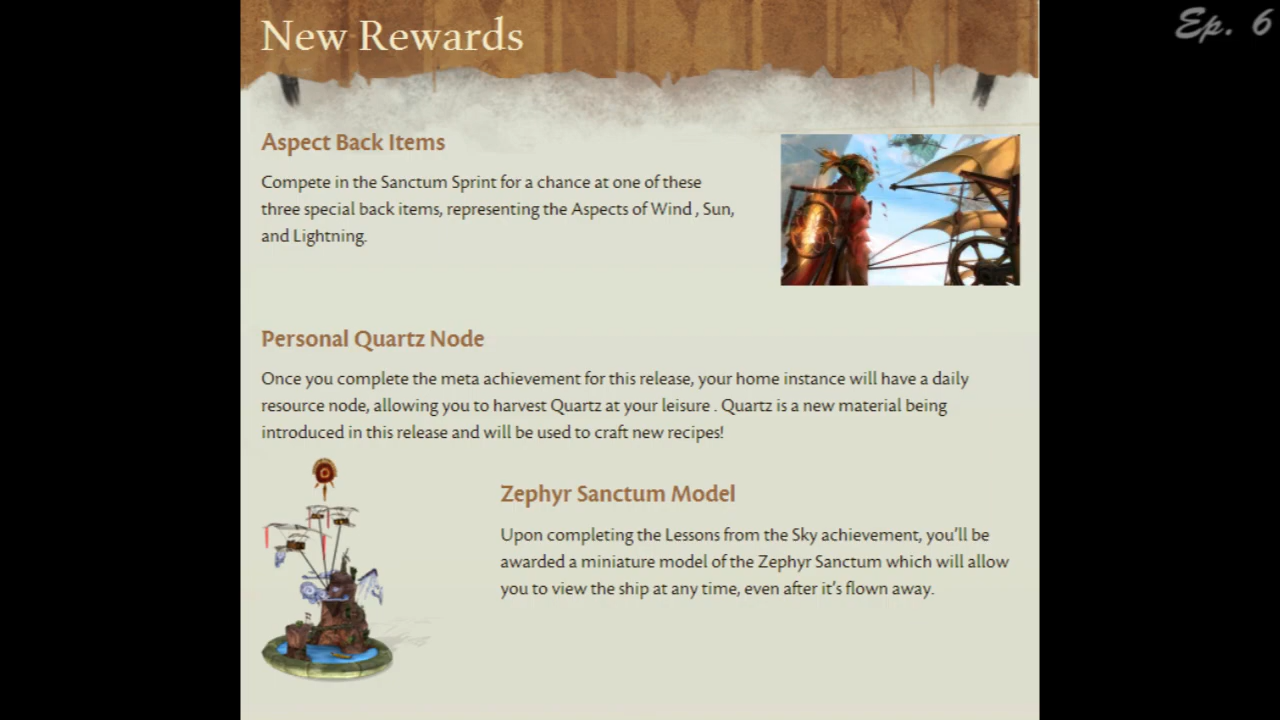 New Rewards
Ep. 6
Aspect Back Items
Compete in the Sanctum Sprint for a chance at one of these
three special back items, representing the Aspects of Wind , Sun,
and Lightning.
Personal Quartz Node
Once you complete the meta achievement for this release, your home instance will have a daily
resource node, allowing you to harvest Quartz at your leisure . Quartz is a new material being
introduced in this release and will be used to craft new recipes!
Zephyr Sanctum Model
Upon completing the Lessons from the Sky achievement, you'll be
awarded a miniature model of the Zephyr Sanctum which will allow
you to view the ship at any time, even after it's flown away.